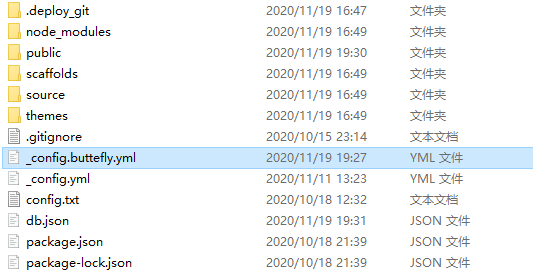 .deploy_git 2020/11/19 16:47 文件夹
node_modules 2020/11/19 16:49 文件夹
public 2020/11/19 19:30 文件夹
scaffolds 2020/11/19 16:49 文件夹
source 2020/11/19 16:49 文件夹
themes 2020/11/19 16:49 文件夹
.gitignore 2020/10/15 23:14 文本文档
_config.buttefly.yml 2020/11/19 19:27 YML 文件
_config.yml 2020/11/11 13:23 YML 文件
config.txt 2020/10/18 12:32 文本文档
db.json 2020/11/19 19:31 JSON 文件
package.json 2020/10/18 21:39 JSON 文件
package-lock.json 2020/10/18 21:39 JSON 文件